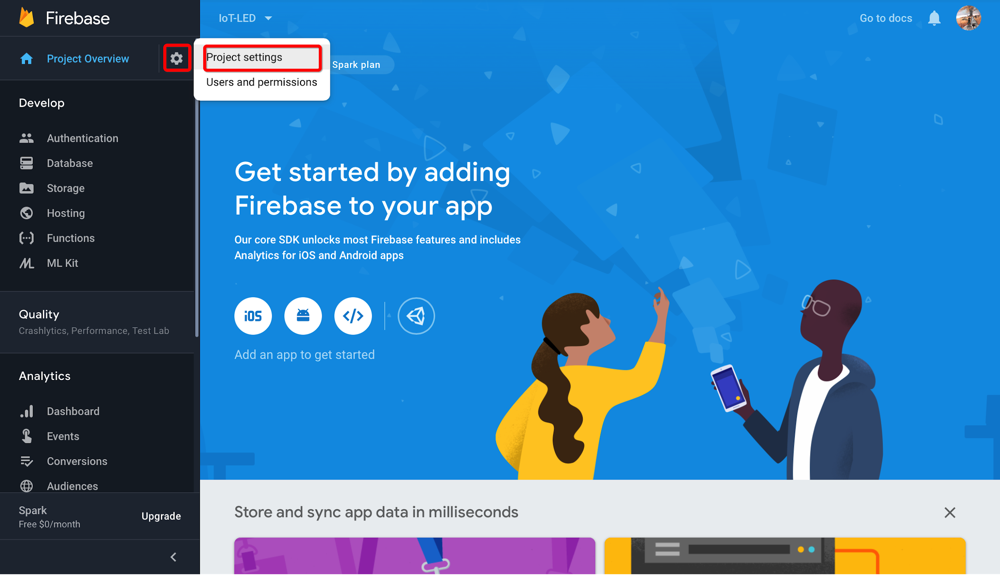 Firebase
IoT-LED
Go to docs
Project Overview
Project settings
Users and permissions
Spark plan
Develop
Authentication
Database
Storage
Hosting
Functions
ML Kit
Quality
Crashlytics, Performance, Test Lab
Analytics
Dashboard
Events
Conversions
Audiences
Spark
Free $0/month
Upgrade
Get started by adding
Firebase to your app
Our core SDK unlocks most Firebase features and includes
Analytics for iOS and Android apps
iOS
</>
Add an app to get started
Store and sync app data in milliseconds